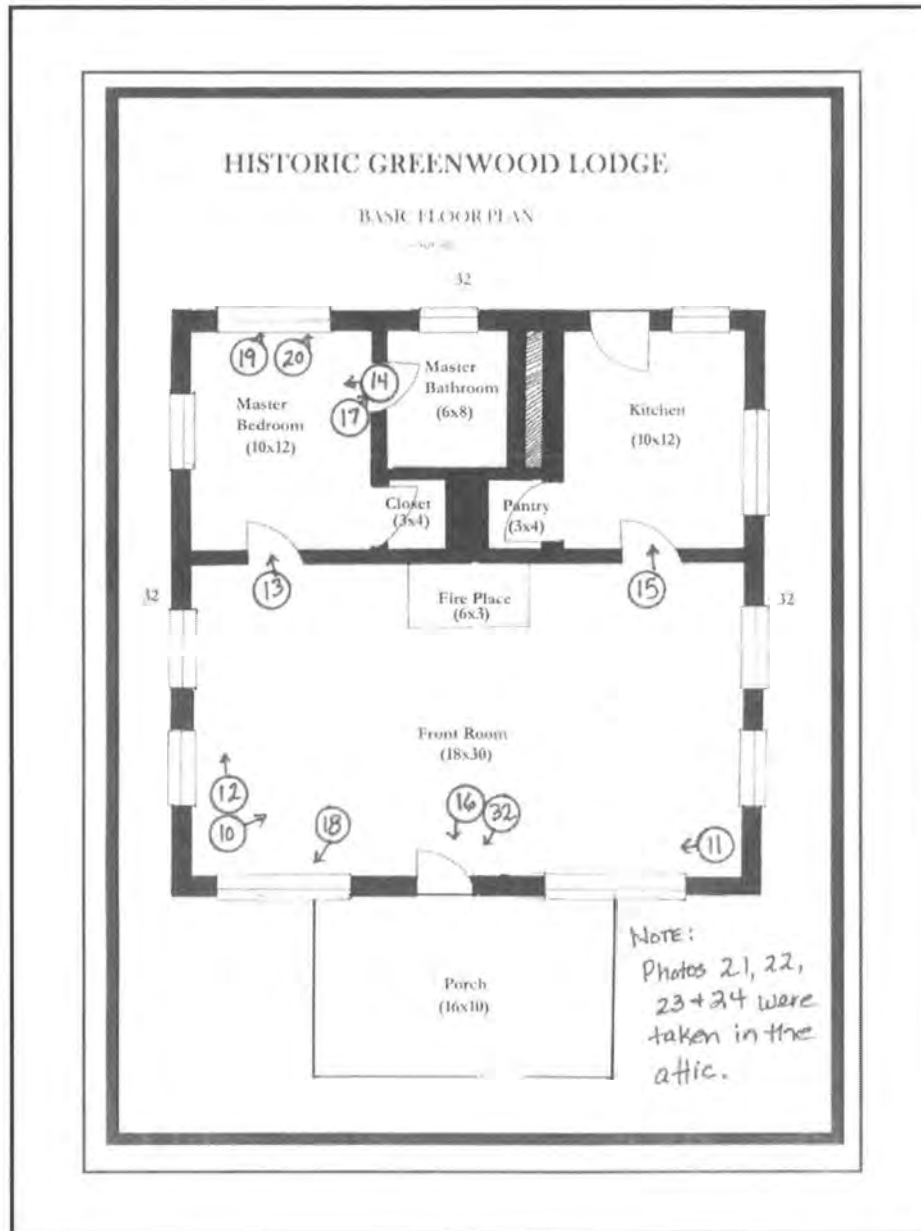 HISTORIC GREENWOOD LODGE
BASIC FLOOR PLAN
32
19
20
14
17
Master
Bedroom
(10x12)
Master
Bathroom
(6x8)
Kitchen
(10x12)
Closet
(3x4)
Pantry
(3x4)
13
15
32
Fire Place
(6x3)
32
Front Room
(18x30)
12
10
18
16
32
11
Porch
(16x10)
NOTE:
Photos 21, 22,
23 + 24 were
taken in the
attic.